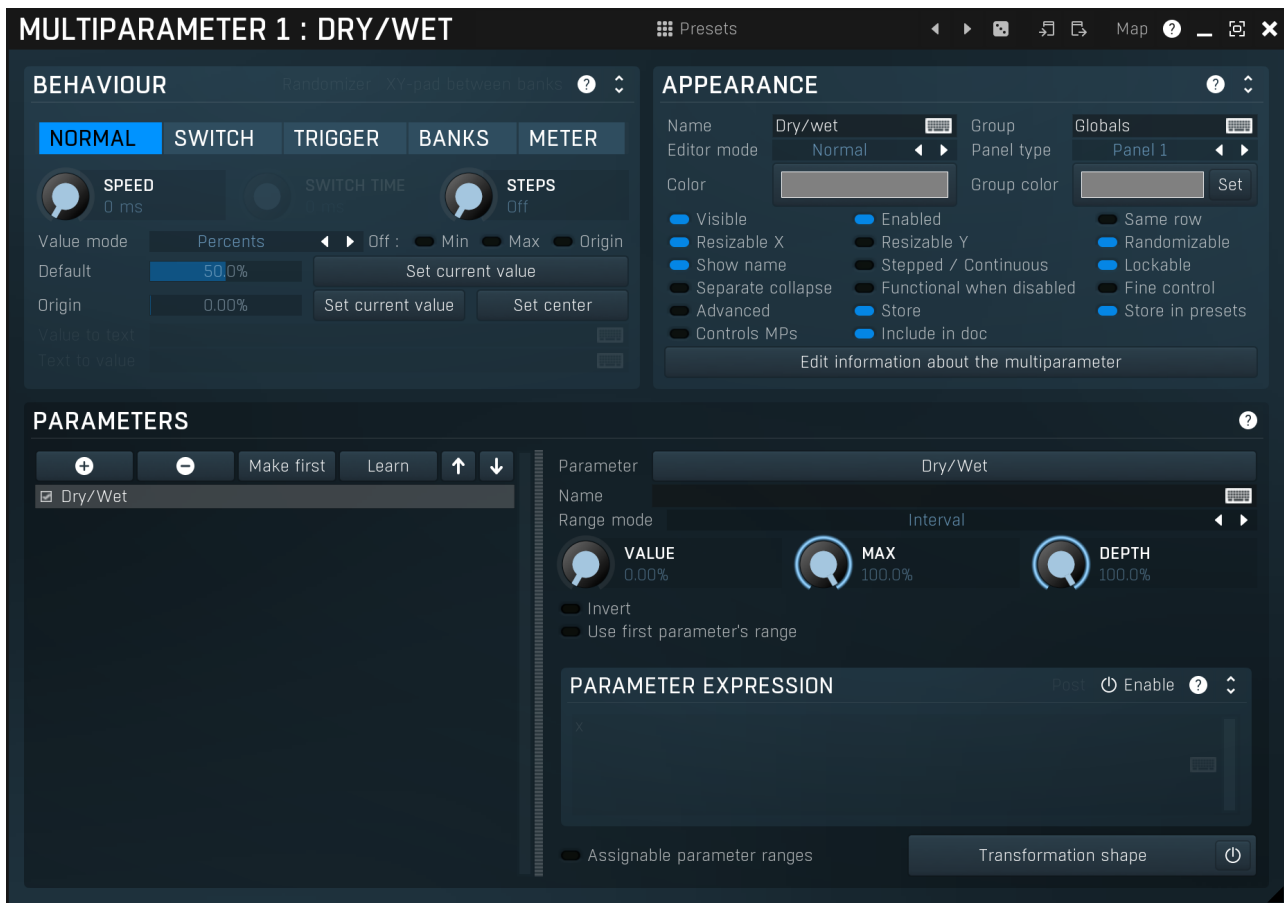 MULTIPARAMETER 1 : DRY/WET Presets Map ?
BEHAVIOUR Randomizer XY-pad between banks ?
NORMAL SWITCH TRIGGER BANKS METER
SPEED
0 ms
SWITCH TIME
STEPS
Off
Value mode Percents Off : Min Max Origin
Default 50.0% Set current value
Origin 0.00% Set current value Set center
Value to text
Text to value
APPEARANCE ?
Name Dry/wet Group Globals
Editor mode Normal Panel type Panel 1
Color Group color Set
Visible Enabled Same row
Resizable X Resizable Y Randomizable
Show name Stepped / Continuous Lockable
Separate collapse Functional when disabled Fine control
Advanced Store Store in presets
Controls MPs Include in doc
Edit information about the multiparameter
PARAMETERS ?
Make first Learn
Dry/Wet
Parameter Dry/Wet
Name
Range mode Interval
VALUE
0.00%
MAX
100.0%
DEPTH
100.0%
Invert
Use first parameter's range
PARAMETER EXPRESSION Post Enable ?
x
Assignable parameter ranges Transformation shape